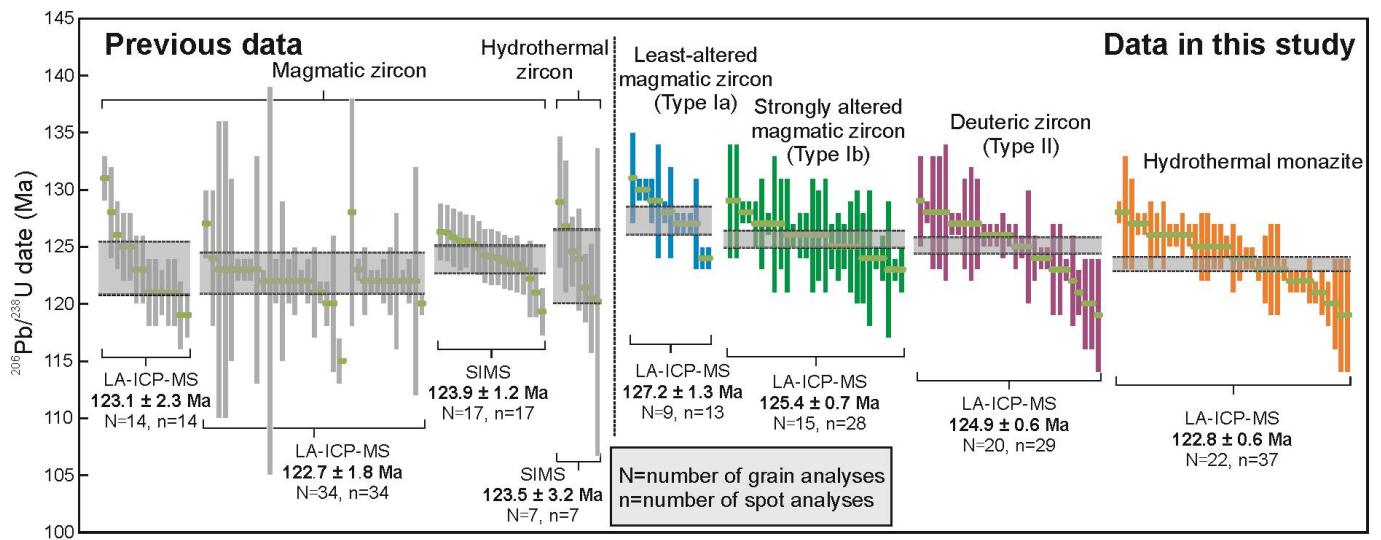 Previous data
Data in this study
Magmatic zircon
Hydrothermal
zircon
Least-altered
magmatic zircon
(Type Ia)
Strongly altered
magmatic zircon
(Type Ib)
Deuteric zircon
(Type II)
Hydrothermal monazite
²⁰⁶Pb/²³⁸U date (Ma)
145
140
135
130
125
120
115
110
105
100
LA-ICP-MS
123.1 ± 2.3 Ma
N=14, n=14
LA-ICP-MS
122.7 ± 1.8 Ma
N=34, n=34
SIMS
123.9 ± 1.2 Ma
N=17, n=17
SIMS
123.5 ± 3.2 Ma
N=7, n=7
LA-ICP-MS
127.2 ± 1.3 Ma
N=9, n=13
LA-ICP-MS
125.4 ± 0.7 Ma
N=15, n=28
LA-ICP-MS
124.9 ± 0.6 Ma
N=20, n=29
LA-ICP-MS
122.8 ± 0.6 Ma
N=22, n=37
N=number of grain analyses
n=number of spot analyses